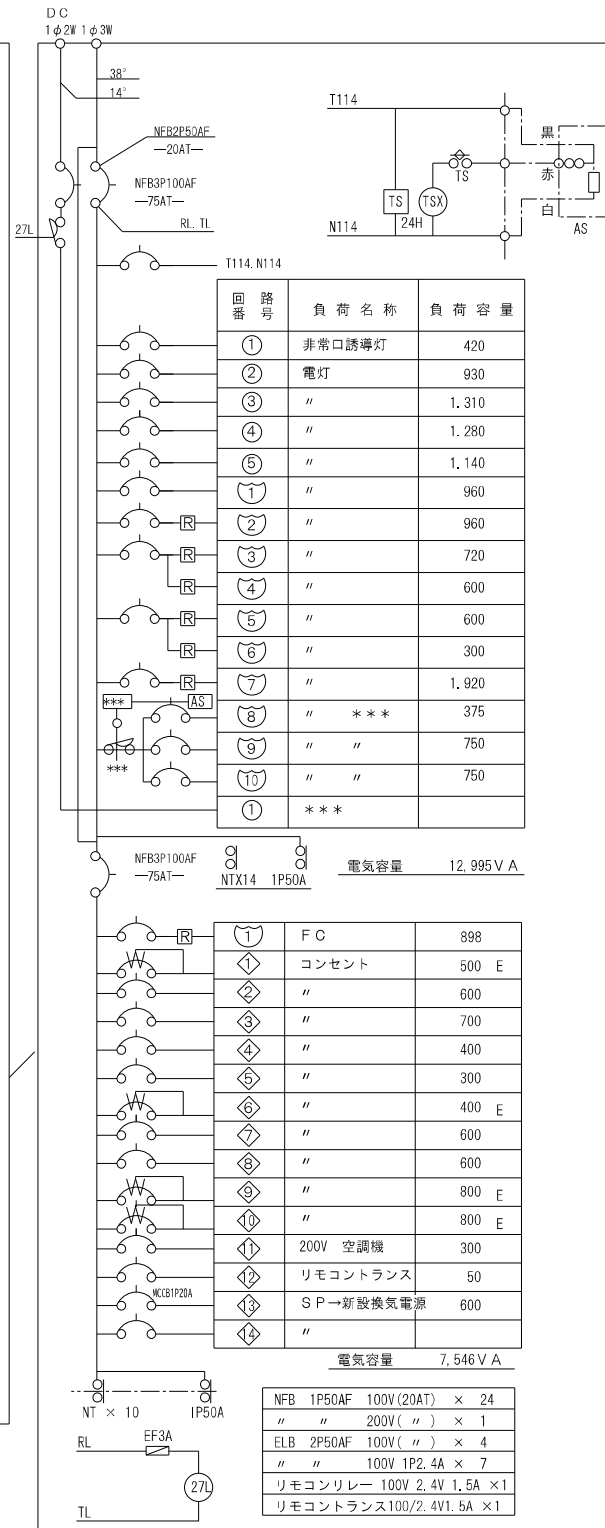 DC
1φ2W 1φ3W
38°
14°
NFB2P50AF
—20AT—
NFB3P100AF
—75AT—
27L
RL. TL
T114. N114
T114
TS
TS
24H
TSX
N114
黒
赤
白
AS
回路番号 負荷名称 負荷容量
① 非常口誘導灯 420
② 電灯 930
③ 〃 1.310
④ 〃 1.280
⑤ 〃 1.140
1 〃 960
R 2 〃 960
R 3 〃 720
R 4 〃 600
R 5 〃 600
R 6 〃 300
R 7 〃 1.920
*** AS 8 〃 *** 375
*** 9 〃 〃 750
10 〃 〃 750
① ***
NFB3P100AF
—75AT—
NTX14 1P50A
電気容量 12,995VA
R 1 FC 898
W 1 コンセント 500 E
2 〃 600
3 〃 700
4 〃 400
5 〃 300
W 6 〃 400 E
7 〃 600
8 〃 600
W 9 〃 800 E
W 10 〃 800 E
11 200V 空調機 300
12 リモコントランス 50
MCCB1P20A 13 SP→新設換気電源 600
14 〃
電気容量 7,546VA
NT × 10 IP50A
RL EF3A
27L
TL
NFB 1P50AF 100V(20AT) × 24
〃 〃 200V( 〃 ) × 1
ELB 2P50AF 100V( 〃 ) × 4
〃 〃 100V 1P2.4A × 7
リモコンリレー 100V 2.4V 1.5A ×1
リモコントランス100/2.4V1.5A ×1